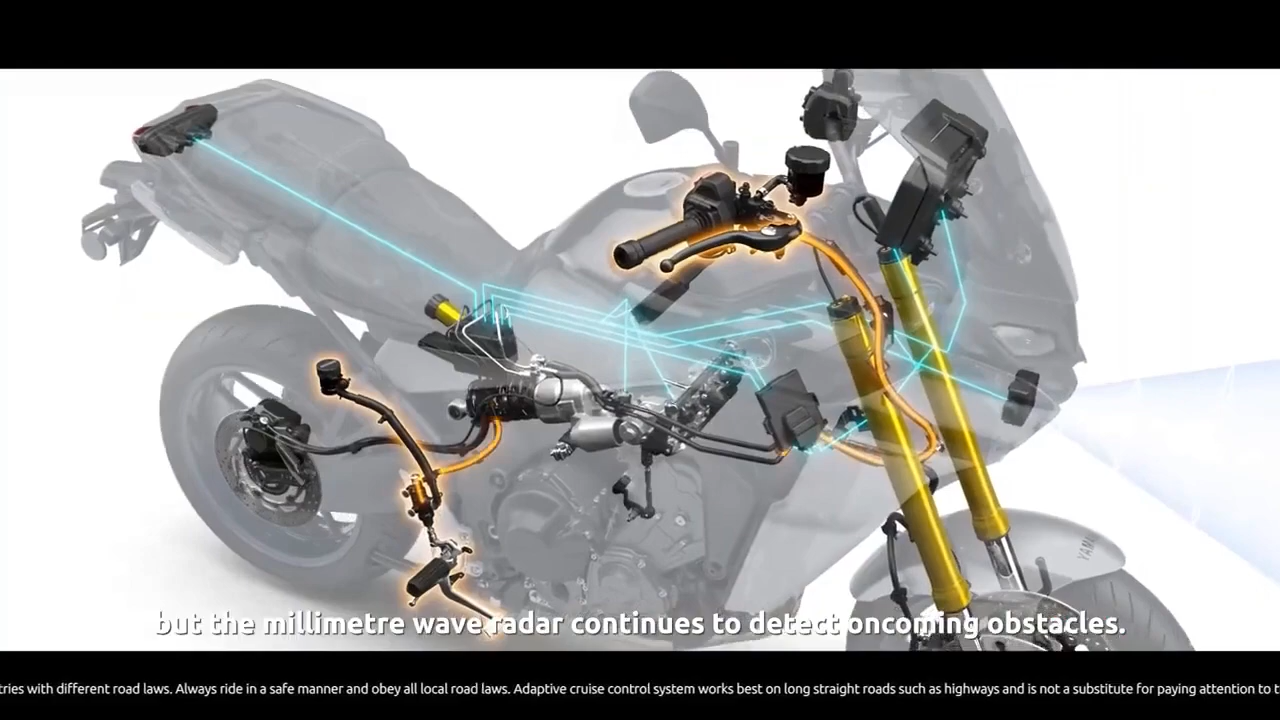 YAM
but the millimetre wave radar continues to detect oncoming obstacles.
tries with different road laws. Always ride in a safe manner and obey all local road laws. Adaptive cruise control system works best on long straight roads such as highways and is not a substitute for paying attention to t